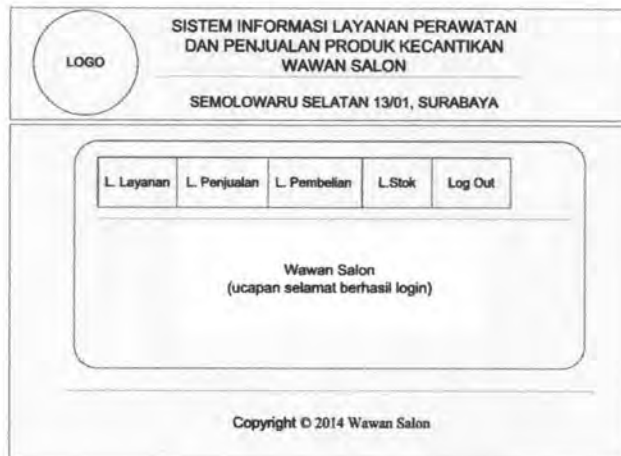 LOGO
SISTEM INFORMASI LAYANAN PERAWATAN
DAN PENJUALAN PRODUK KECANTIKAN
WAWAN SALON
SEMOLOWARU SELATAN 13/01, SURABAYA
L. Layanan L. Penjualan L. Pembelian L.Stok Log Out
Wawan Salon
(ucapan selamat berhasil login)
Copyright © 2014 Wawan Salon